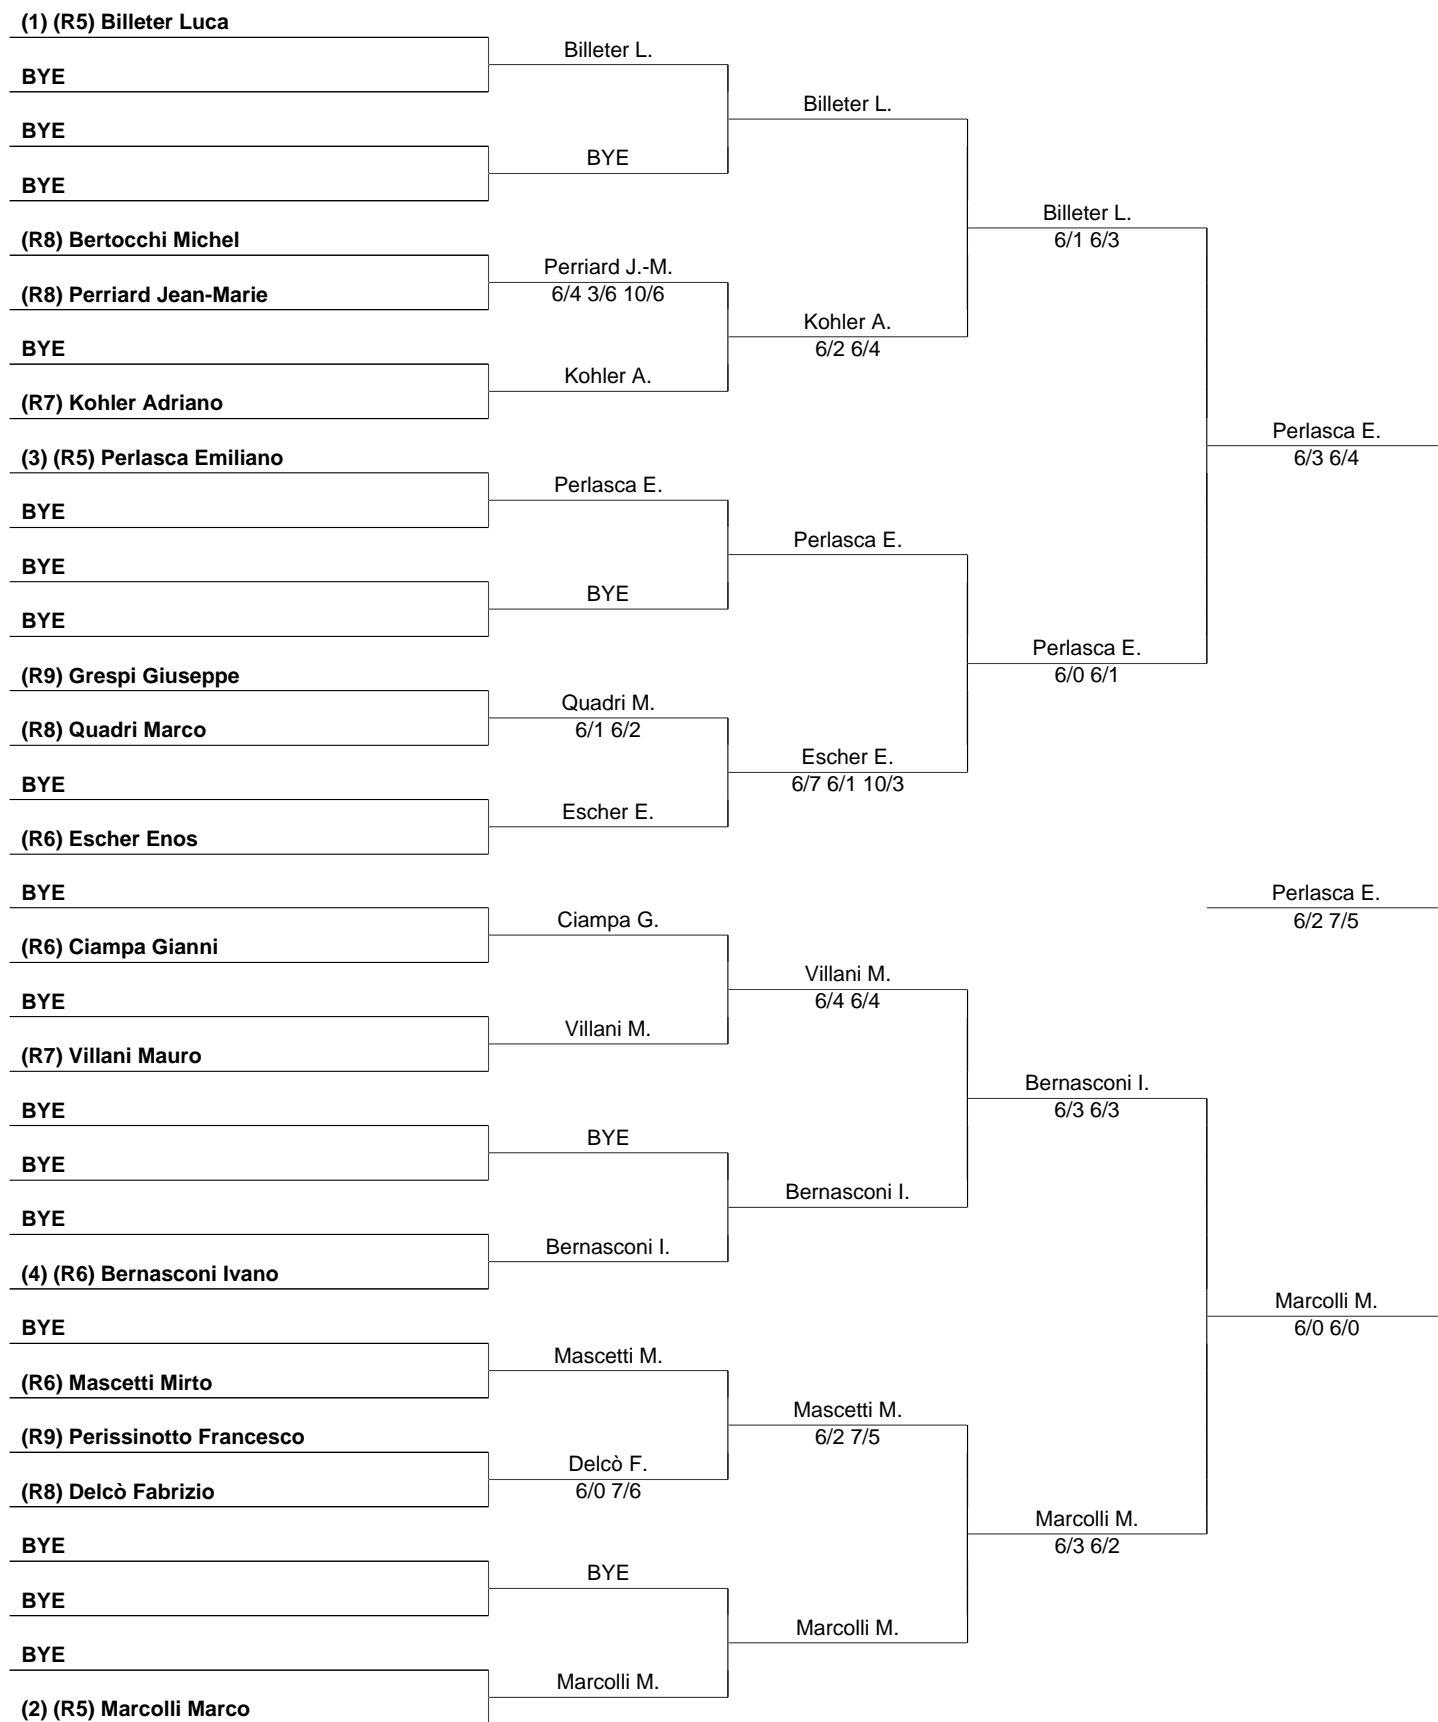 (1) (R5) Billeter Luca
BYE
BYE
BYE
(R8) Bertocchi Michel
(R8) Perriard Jean-Marie
BYE
(R7) Kohler Adriano
(3) (R5) Perlasca Emiliano
BYE
BYE
BYE
(R9) Grespi Giuseppe
(R8) Quadri Marco
BYE
(R6) Escher Enos
BYE
(R6) Ciampa Gianni
BYE
(R7) Villani Mauro
BYE
BYE
BYE
(4) (R6) Bernasconi Ivano
BYE
(R6) Mascetti Mirto
(R9) Perissinotto Francesco
(R8) Delcò Fabrizio
BYE
BYE
BYE
(2) (R5) Marcolli Marco
Billeter L.
BYE
Perriard J.-M.
6/4 3/6 10/6
Kohler A.
Perlasca E.
BYE
Quadri M.
6/1 6/2
Escher E.
Ciampa G.
Villani M.
BYE
Bernasconi I.
Mascetti M.
Delcò F.
6/0 7/6
BYE
Marcolli M.
Billeter L.
Kohler A.
6/2 6/4
Perlasca E.
Escher E.
6/7 6/1 10/3
Villani M.
6/4 6/4
Bernasconi I.
Mascetti M.
6/2 7/5
Marcolli M.
Billeter L.
6/1 6/3
Perlasca E.
6/0 6/1
Bernasconi I.
6/3 6/3
Marcolli M.
6/3 6/2
Perlasca E.
6/3 6/4
Perlasca E.
6/2 7/5
Marcolli M.
6/0 6/0